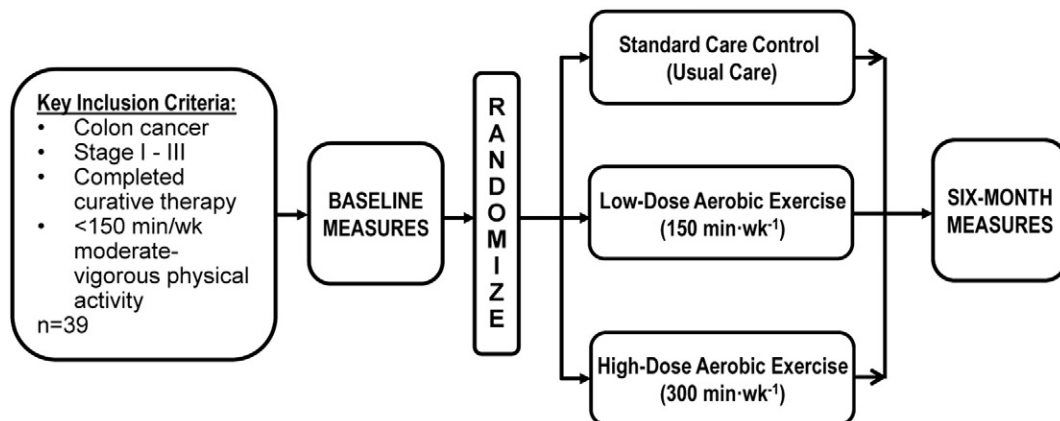 Key Inclusion Criteria:
• Colon cancer
• Stage I - III
• Completed
curative therapy
• <150 min/wk
moderate-
vigorous physical
activity
n=39
BASELINE
MEASURES
RANDOMIZE
Standard Care Control
(Usual Care)
Low-Dose Aerobic Exercise
(150 min·wk⁻¹)
High-Dose Aerobic Exercise
(300 min·wk⁻¹)
SIX-MONTH
MEASURES